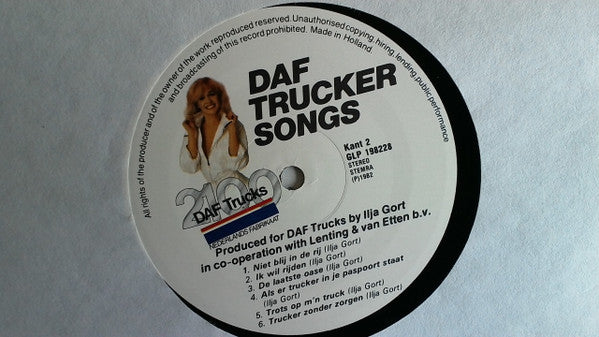 All rights of the producer and of the owner of the work reproduced reserved. Unauthorised copying, hiring, lending, public performance
and broadcasting of this record prohibited. Made in Holland.
DAF
TRUCKER
SONGS
Kant 2
GLP 198228
STEREO
STEMRA
(P)1982
2100
DAF Trucks
NEDERLANDS FABRIKAAT
Produced for DAF Trucks by Ilja Gort
in co-operation with Lenting & van Etten b.v.
1. Niet blij in de rij (Ilja Gort)
2. Ik wil rijden (Ilja Gort)
3. De laatste oase (Ilja Gort)
4. Als er trucker in je paspoort staat
(Ilja Gort)
5. Trots op m'n truck (Ilja Gort)
6. Trucker zonder zorgen (Ilja Gort)